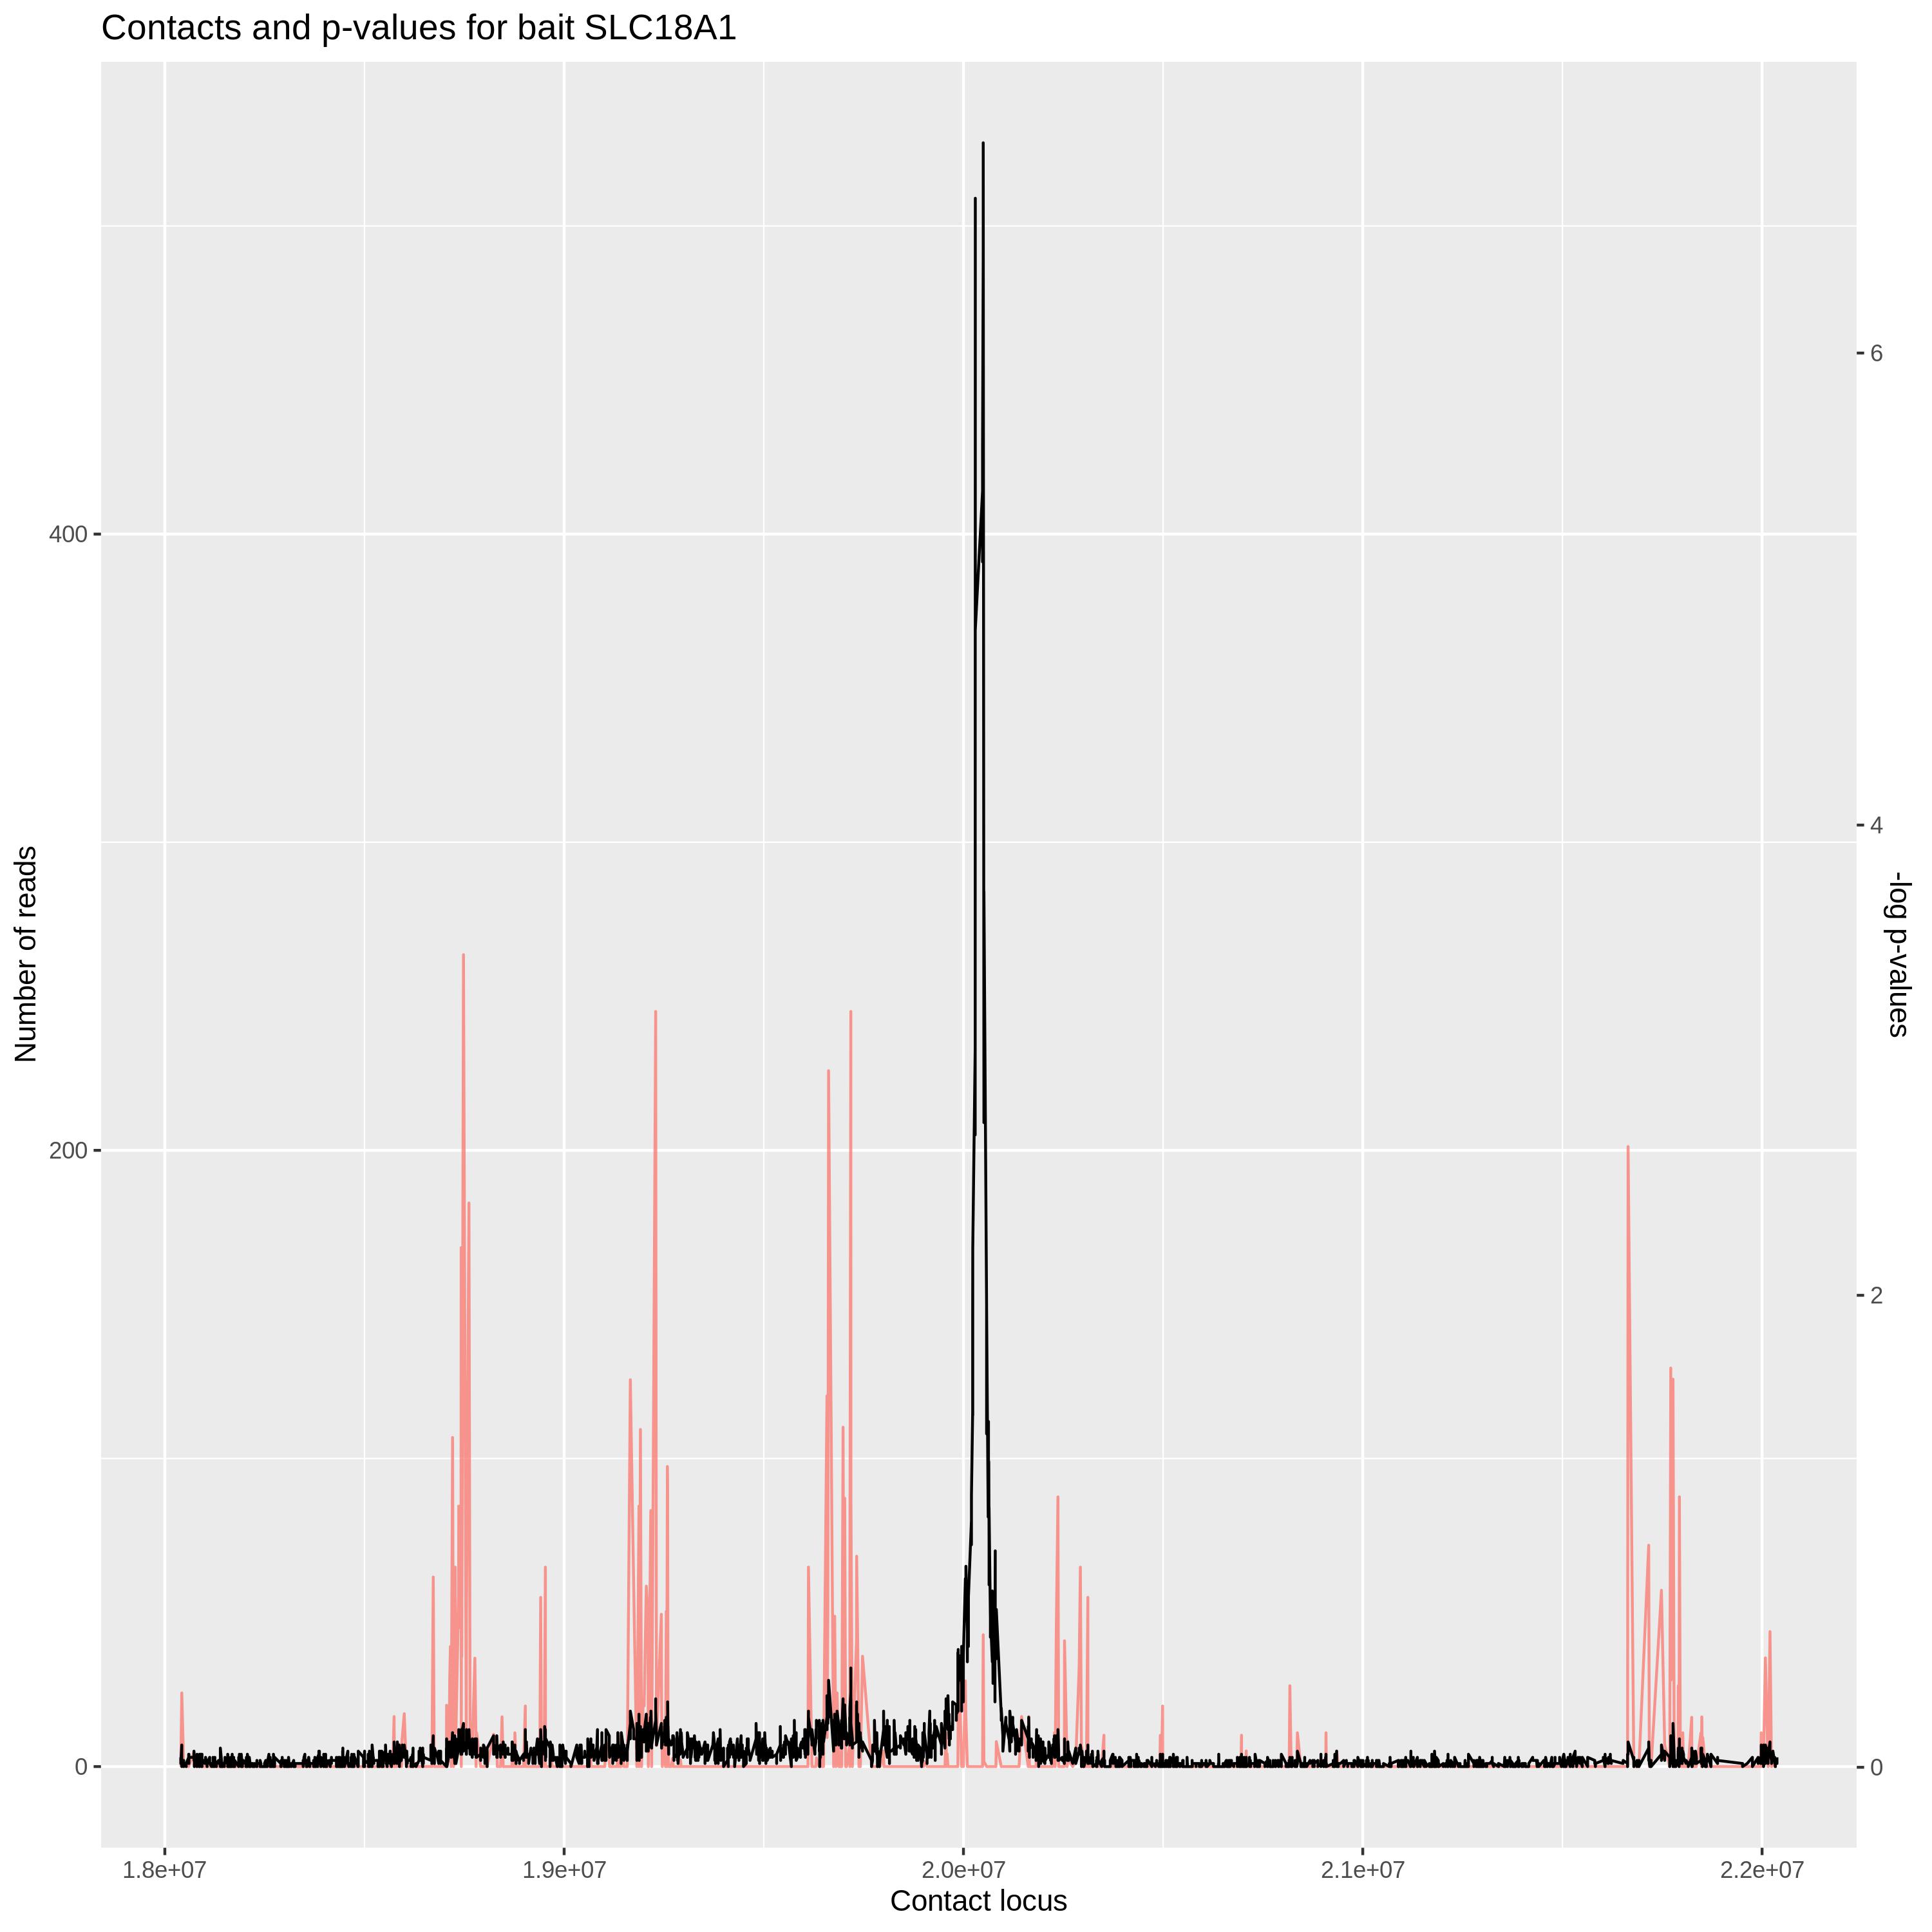 Contacts and p-values for bait SLC18A1
Number of reads
400
200
0
6
4
2
0
-log p-values
1.8e+07 1.9e+07 2.0e+07 2.1e+07 2.2e+07
Contact locus